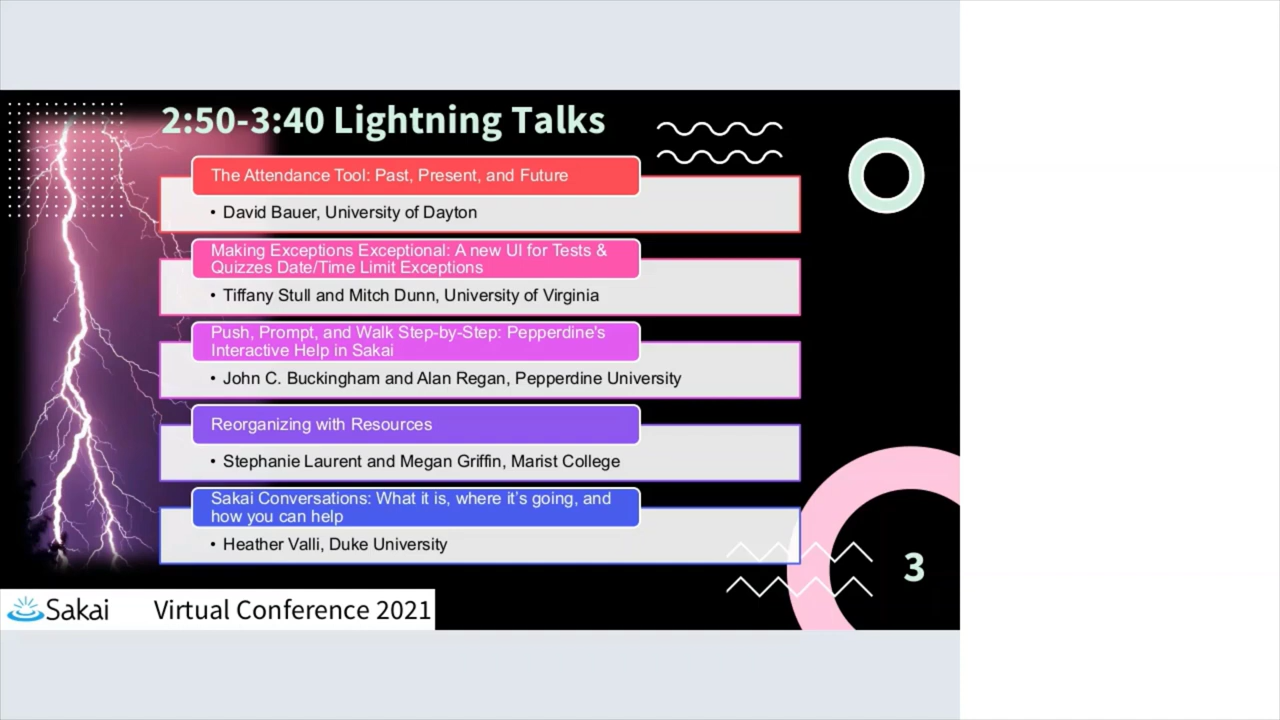 2:50-3:40 Lightning Talks
The Attendance Tool: Past, Present, and Future
• David Bauer, University of Dayton
Making Exceptions Exceptional: A new UI for Tests &
Quizzes Date/Time Limit Exceptions
• Tiffany Stull and Mitch Dunn, University of Virginia
Push, Prompt, and Walk Step-by-Step: Pepperdine's
Interactive Help in Sakai
• John C. Buckingham and Alan Regan, Pepperdine University
Reorganizing with Resources
• Stephanie Laurent and Megan Griffin, Marist College
Sakai Conversations: What it is, where it's going, and
how you can help
• Heather Valli, Duke University
3
Sakai Virtual Conference 2021